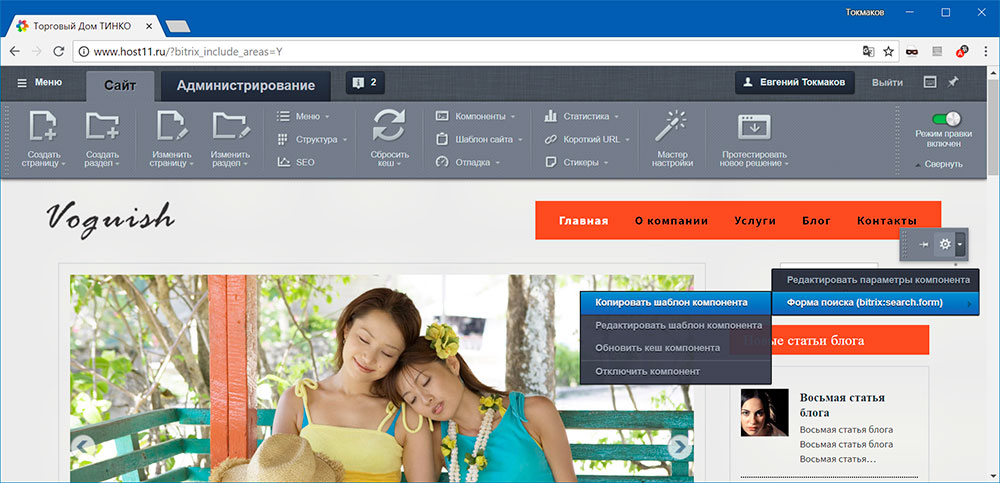 Токмаков
Торговый Дом ТИНКО
www.host11.ru/?bitrix_include_areas=Y
Меню
Сайт
Администрирование
2
Евгений Токмаков
Выйти
Создать страницу
Создать раздел
Изменить страницу
Изменить раздел
Меню
Структура
SEO
Сбросить кеш
Компоненты
Шаблон сайта
Отладка
Статистика
Короткий URL
Стикеры
Мастер настройки
Протестировать новое решение
Режим правки включен
Свернуть
Voguish
Главная
О компании
Услуги
Блог
Контакты
Редактировать параметры компонента
Форма поиска (bitrix:search.form)
Копировать шаблон компонента
Редактировать шаблон компонента
Обновить кеш компонента
Отключить компонент
Новые статьи блога
Восьмая статья
блога
Восьмая статья блога
Восьмая статья блога
Восьмая статья...